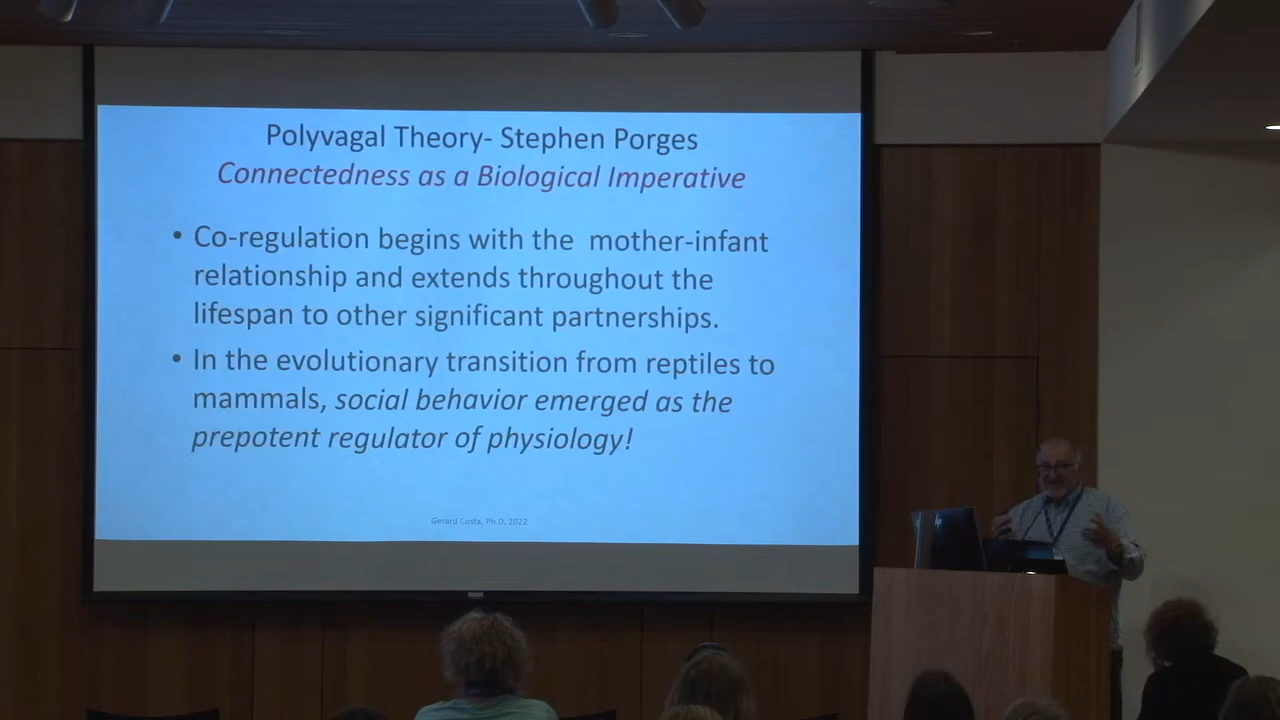 Polyvagal Theory- Stephen Porges
Connectedness as a Biological Imperative
• Co-regulation begins with the mother-infant
relationship and extends throughout the
lifespan to other significant partnerships.
• In the evolutionary transition from reptiles to
mammals, social behavior emerged as the
prepotent regulator of physiology!
Gerard Costa, Ph.D. 2022
hp